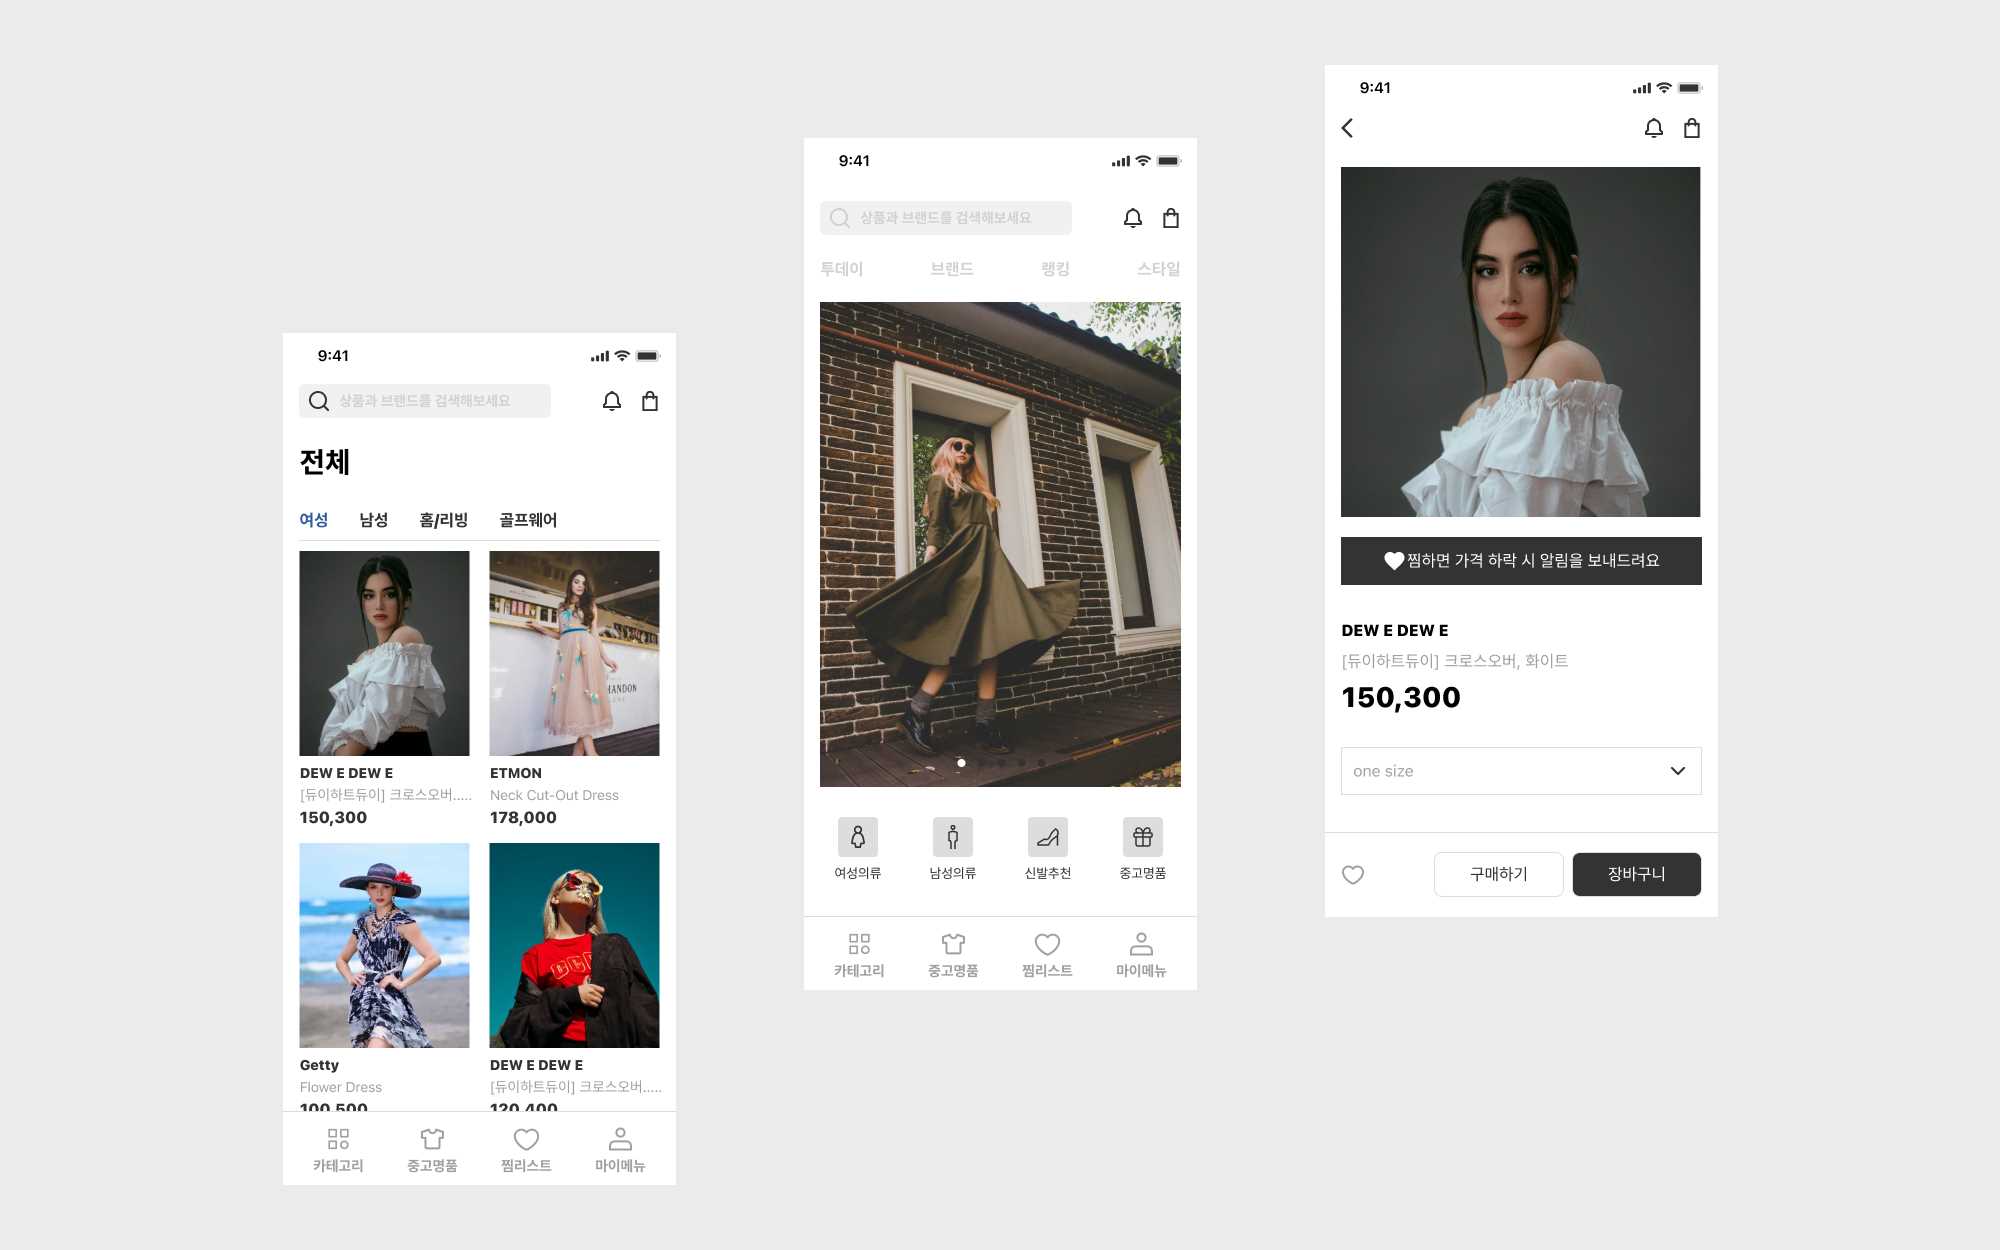 9:41
상품과 브랜드를 검색해보세요
전체
여성 남성 홈/리빙 골프웨어
HANDON
DEW E DEW E
[듀이하트듀이] 크로스오버.....
150,300
ETMON
Neck Cut-Out Dress
178,000
Getty
Flower Dress
100,500
DEW E DEW E
[듀이하트듀이] 크로스오버.....
120,400
카테고리 중고명품 찜리스트 마이메뉴
9:41
상품과 브랜드를 검색해보세요
투데이 브랜드 랭킹 스타일
여성의류 남성의류 신발추천 중고명품
카테고리 중고명품 찜리스트 마이메뉴
9:41
찜하면 가격 하락 시 알림을 보내드려요
DEW E DEW E
[듀이하트듀이] 크로스오버, 화이트
150,300
one size
구매하기 장바구니